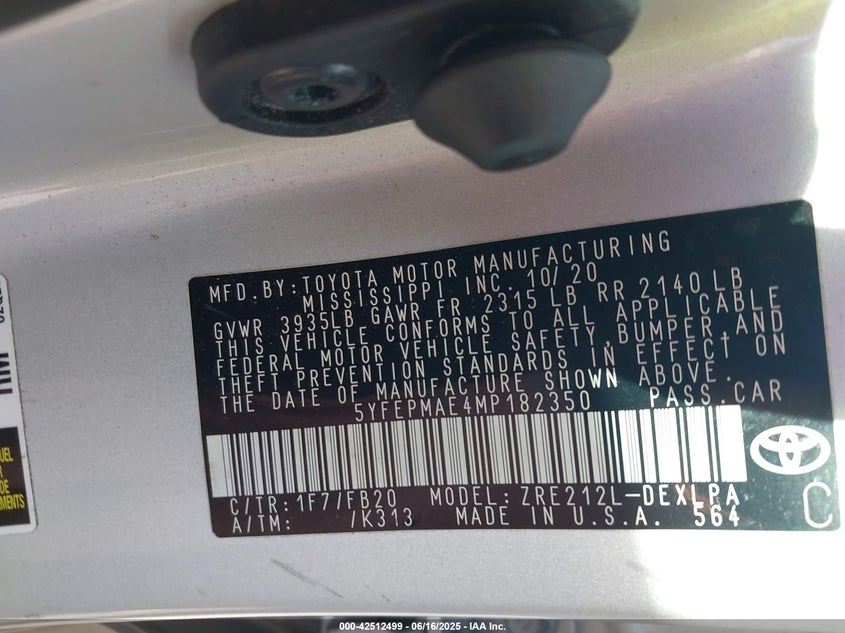 MFD.BY:TOYOTA MOTOR MANUFACTURING
MISSISSIPPI INC. 10/20
GVWR 3935LB GAWR FR 2315 LB RR 2140 LB
THIS VEHICLE CONFORMS TO ALL APPLICABLE
FEDERAL MOTOR VEHICLE SAFETY,BUMPER,AND
THEFT PREVENTION STANDARDS IN EFFECT ON
THE DATE OF MANUFACTURE SHOWN ABOVE.
5YFEPMAE4MP182350 PASS.CAR
C/TR:1F7/FB20 MODEL:ZRE212L-DEXLPA
A/TM: /K313 MADE IN U.S.A. 564
C
000-42512499 - 06/16/2025 - IAA Inc.